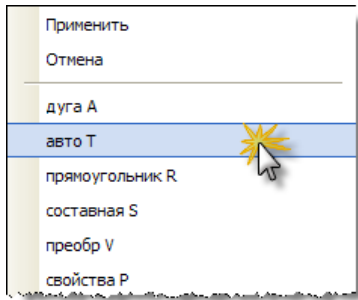 Применить
Отмена
дуга A
авто T
прямоугольник R
составная S
преобр V
свойства P